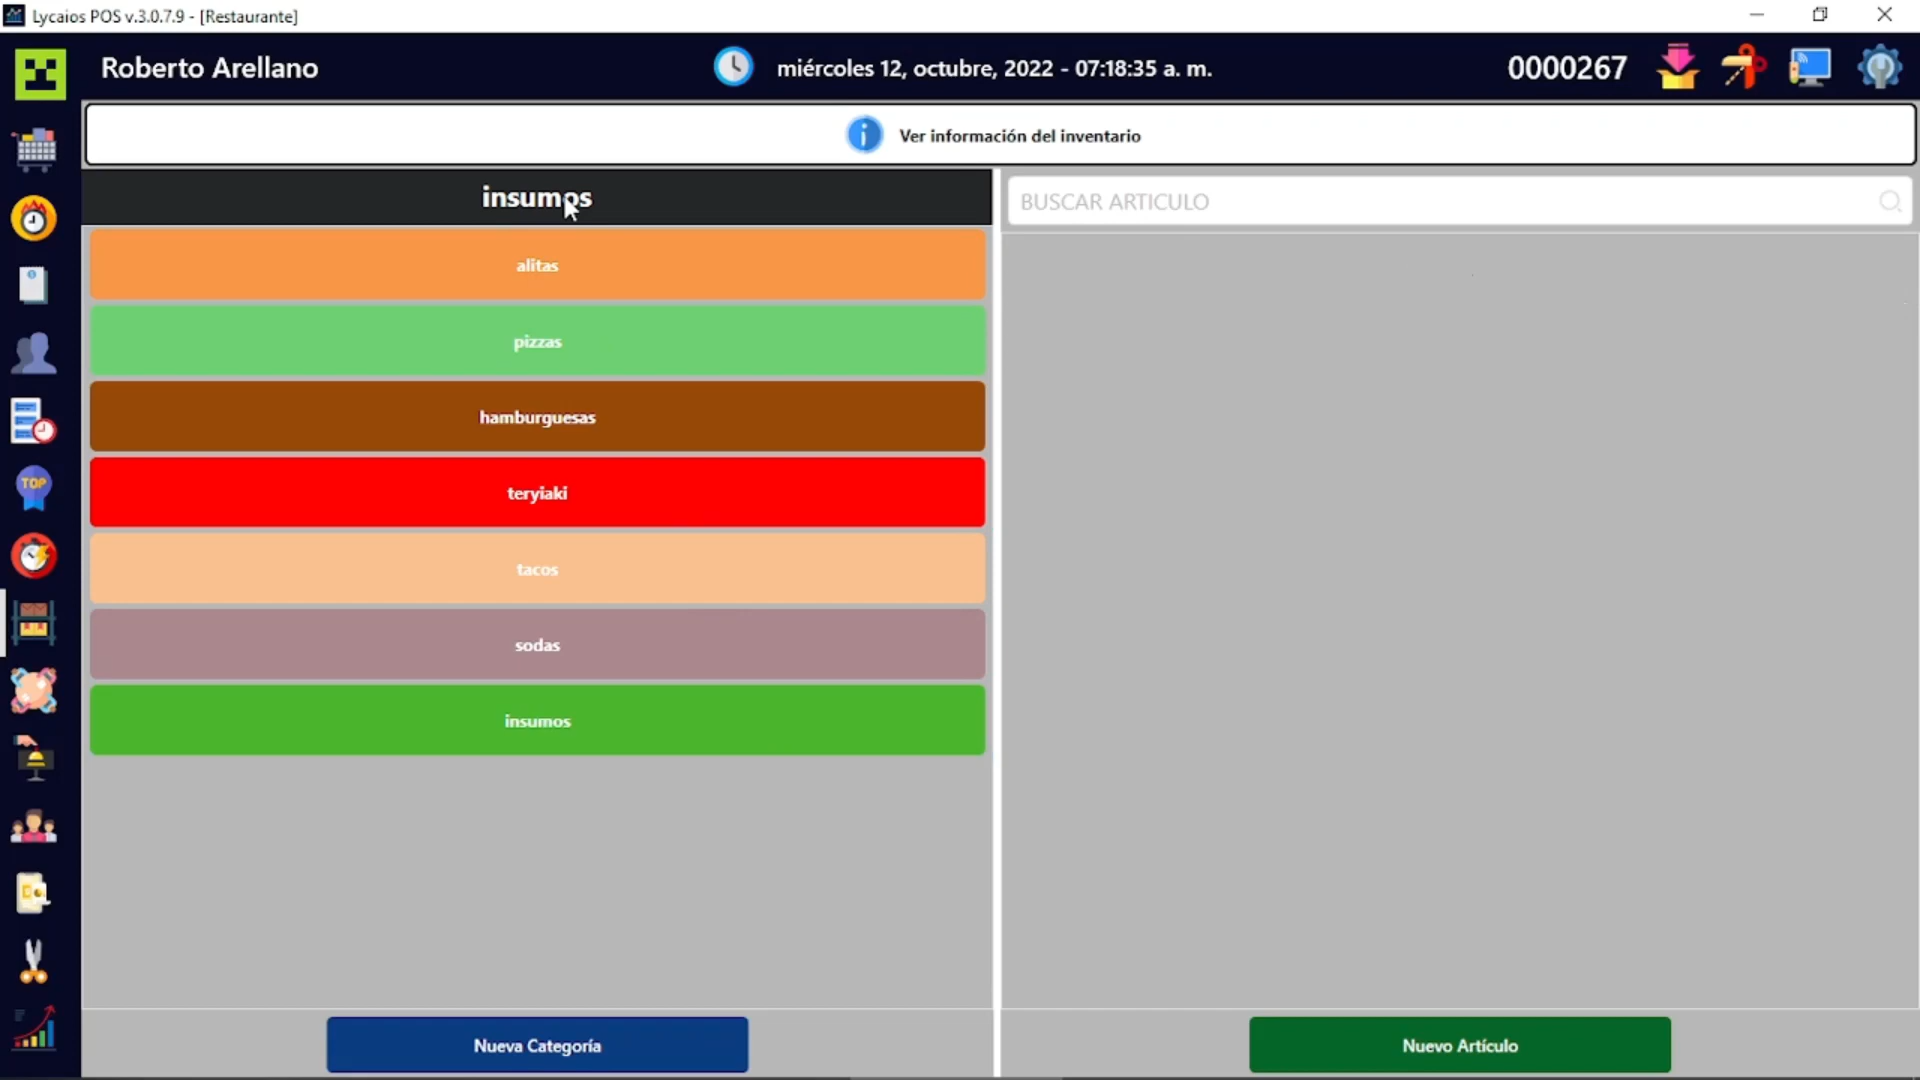 Lycaios POS v.3.0.7.9 - [Restaurante]
Roberto Arellano
miércoles 12, octubre, 2022 - 07:18:35 a. m.
0000267
Ver información del inventario
insumos
BUSCAR ARTICULO
alitas
pizzas
hamburguesas
teryiaki
TOP
tacos
sodas
insumos
Nueva Categoría
Nuevo Artículo